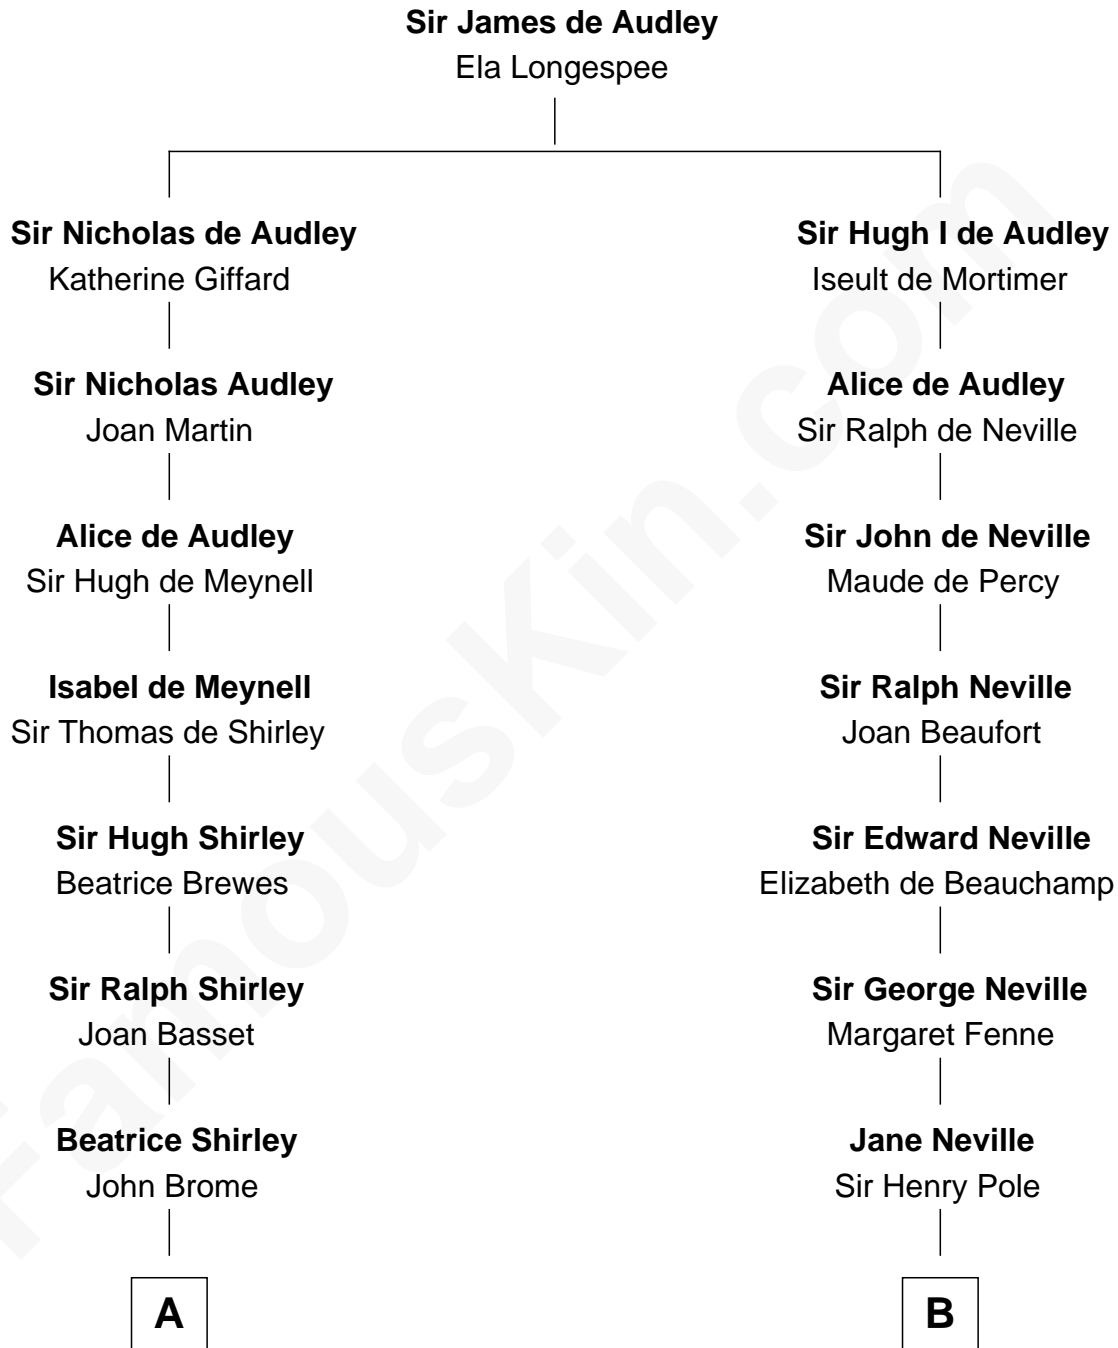 Sir James de Audley
Ela Longespee
Sir Nicholas de Audley
Katherine Giffard
Sir Hugh I de Audley
Iseult de Mortimer
Sir Nicholas Audley
Joan Martin
Alice de Audley
Sir Ralph de Neville
Alice de Audley
Sir Hugh de Meynell
Sir John de Neville
Maude de Percy
Isabel de Meynell
Sir Thomas de Shirley
Sir Ralph Neville
Joan Beaufort
Sir Hugh Shirley
Beatrice Brewes
Sir Edward Neville
Elizabeth de Beauchamp
Sir Ralph Shirley
Joan Basset
Sir George Neville
Margaret Fenne
Beatrice Shirley
John Brome
Jane Neville
Sir Henry Pole
A
B
FamousKin.com